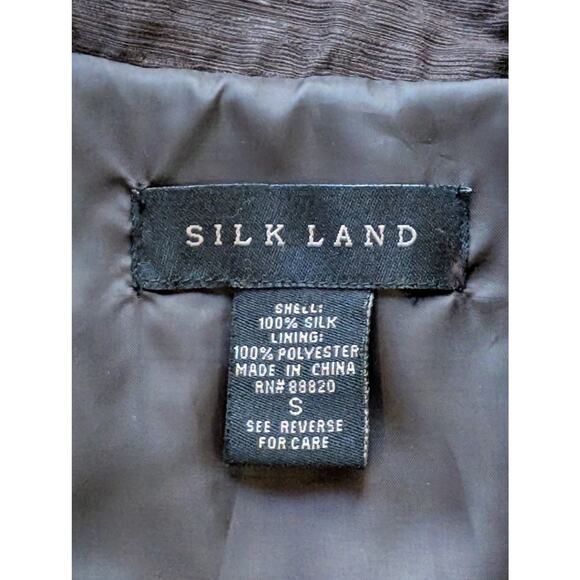 SILK LAND
SHELL:
100% SILK
LINING:
100% POLYESTER
MADE IN CHINA
RN# 88820
S
SEE REVERSE
FOR CARE